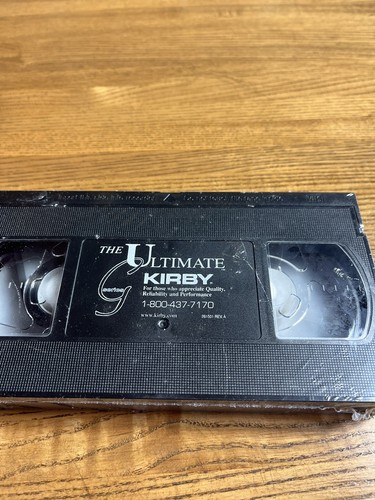 THE ULTIMATE
G series
KIRBY
For those who appreciate Quality,
Reliability and Performance
1-800-437-7170
www.kirby.com